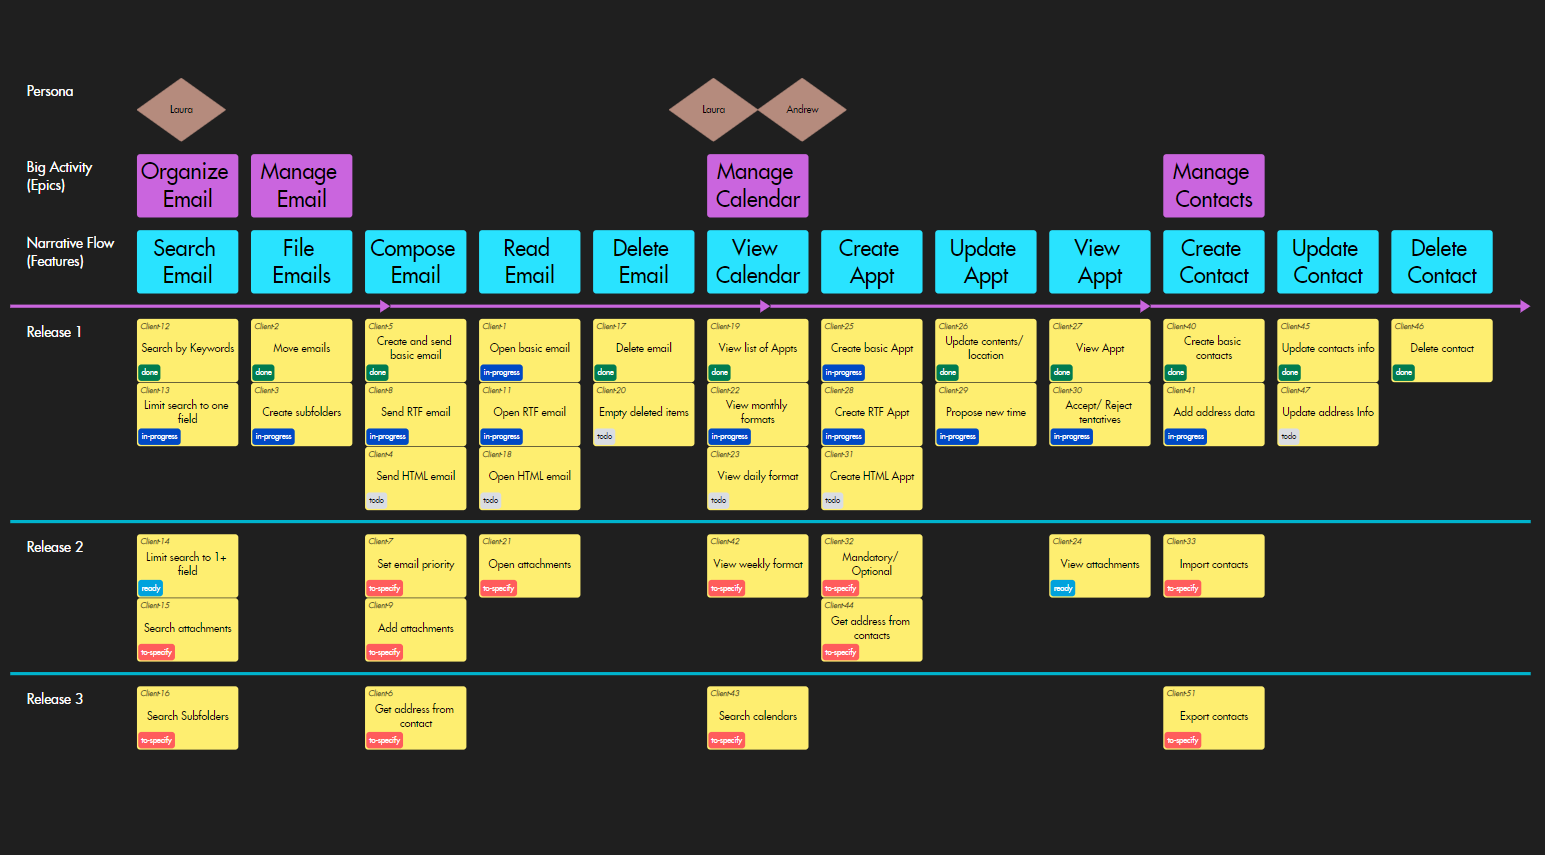 Persona
Laura
Laura
Andrew
Big Activity
(Epics)
Organize
Email
Manage
Email
Manage
Calendar
Manage
Contacts
Narrative Flow
(Features)
Search
Email
File
Emails
Compose
Email
Read
Email
Delete
Email
View
Calendar
Create
Appt
Update
Appt
View
Appt
Create
Contact
Update
Contact
Delete
Contact
Release 1
Client-12
Search by Keywords
done
Client-2
Move emails
done
Client-5
Create and send
basic email
done
Client-1
Open basic email
in-progress
Client-17
Delete email
done
Client-19
View list of Appts
done
Client-25
Create basic Appt
in-progress
Client-26
Update contents/
location
done
Client-27
View Appt
done
Client-40
Create basic
contacts
done
Client-45
Update contacts info
done
Client-46
Delete contact
done
Client-13
Limit search to one
field
in-progress
Client-3
Create subfolders
in-progress
Client-8
Send RTF email
in-progress
Client-11
Open RTF email
in-progress
Client-20
Empty deleted items
todo
Client-22
View monthly
formats
in-progress
Client-28
Create RTF Appt
in-progress
Client-29
Propose new time
in-progress
Client-30
Accept/ Reject
tentatives
in-progress
Client-41
Add address data
in-progress
Client-47
Update address Info
todo
Client-4
Send HTML email
todo
Client-18
Open HTML email
todo
Client-23
View daily format
todo
Client-31
Create HTML Appt
todo
Release 2
Client-14
Limit search to 1+
field
ready
Client-7
Set email priority
to-specify
Client-21
Open attachments
to-specify
Client-42
View weekly format
to-specify
Client-32
Mandatory/
Optional
to-specify
Client-24
View attachments
ready
Client-33
Import contacts
to-specify
Client-15
Search attachments
to-specify
Client-9
Add attachments
to-specify
Client-44
Get address from
contacts
to-specify
Release 3
Client-16
Search Subfolders
to-specify
Client-6
Get address from
contact
to-specify
Client-43
Search calendars
to-specify
Client-51
Export contacts
to-specify